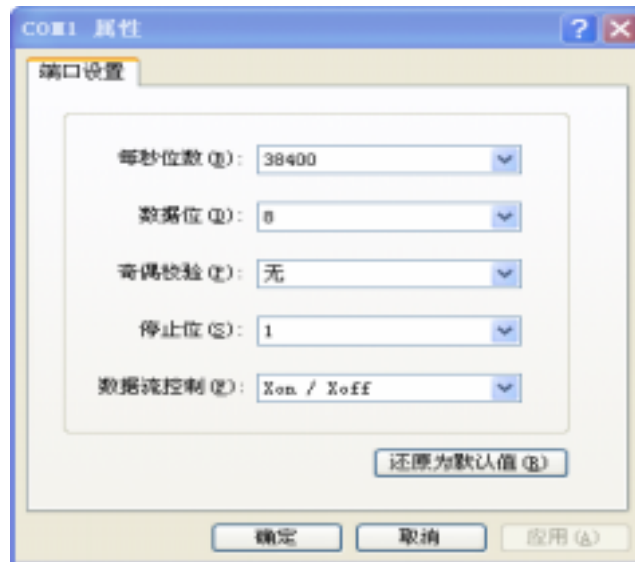 COM1 属性
端口设置
每秒位数(B): 38400
数据位(D): 8
奇偶校验(P): 无
停止位(S): 1
数据流控制(F): Xon / Xoff
还原为默认值(R)
确定 取消 应用(A)